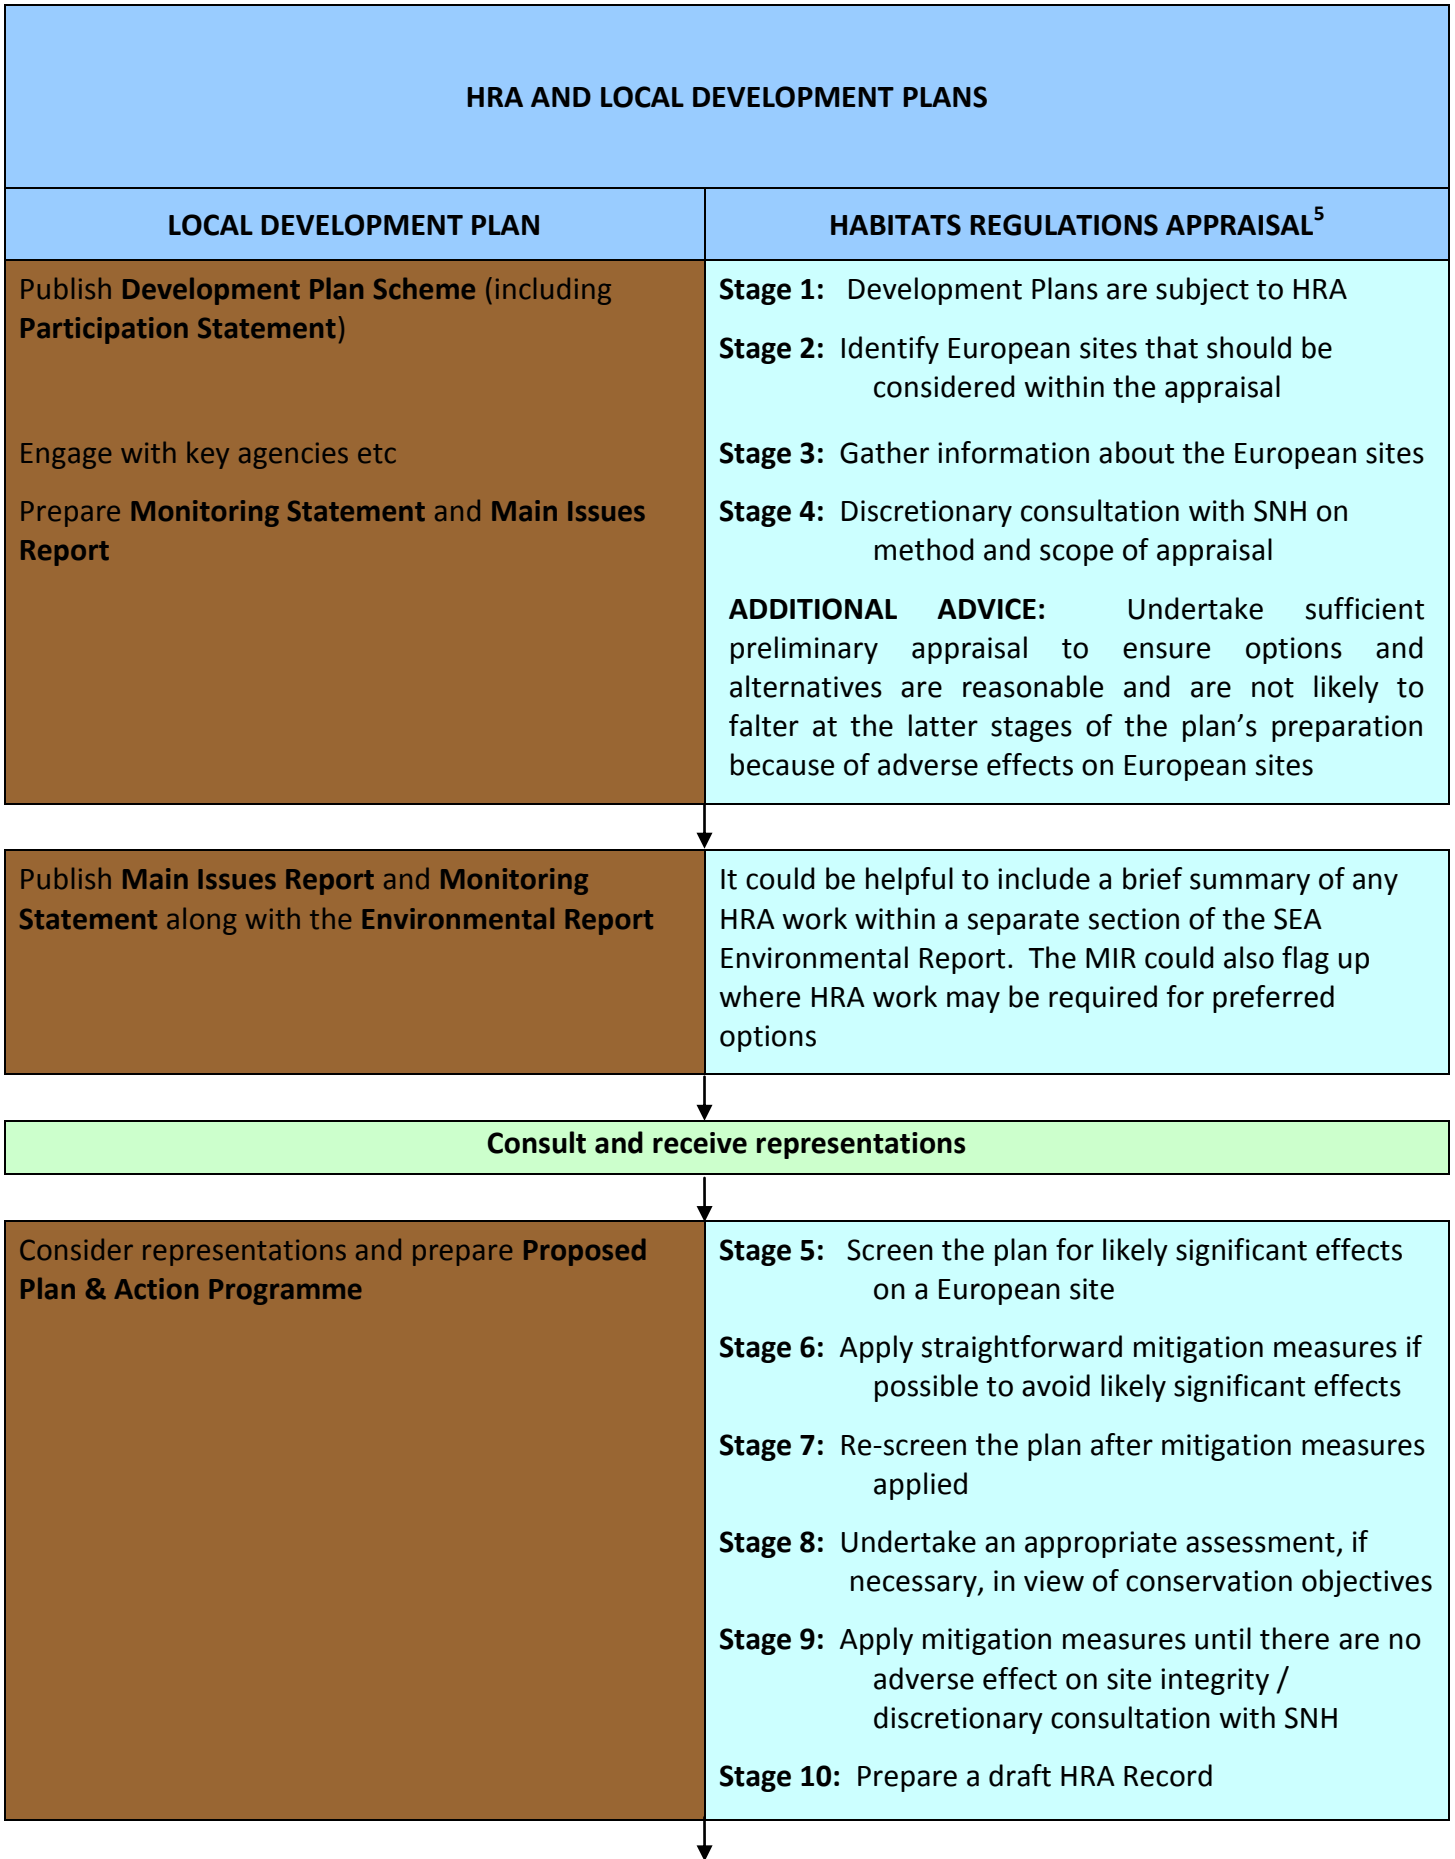 HRA AND LOCAL DEVELOPMENT PLANS
LOCAL DEVELOPMENT PLAN
HABITATS REGULATIONS APPRAISAL5
Publish Development Plan Scheme (including
Participation Statement)
Engage with key agencies etc
Prepare Monitoring Statement and Main Issues
Report
Stage 1: Development Plans are subject to HRA
Stage 2: Identify European sites that should be
considered within the appraisal
Stage 3: Gather information about the European sites
Stage 4: Discretionary consultation with SNH on
method and scope of appraisal
ADDITIONAL ADVICE: Undertake sufficient
preliminary appraisal to ensure options and
alternatives are reasonable and are not likely to
falter at the latter stages of the plan’s preparation
because of adverse effects on European sites
Publish Main Issues Report and Monitoring
Statement along with the Environmental Report
It could be helpful to include a brief summary of any
HRA work within a separate section of the SEA
Environmental Report. The MIR could also flag up
where HRA work may be required for preferred
options
Consult and receive representations
Consider representations and prepare Proposed
Plan & Action Programme
Stage 5: Screen the plan for likely significant effects
on a European site
Stage 6: Apply straightforward mitigation measures if
possible to avoid likely significant effects
Stage 7: Re-screen the plan after mitigation measures
applied
Stage 8: Undertake an appropriate assessment, if
necessary, in view of conservation objectives
Stage 9: Apply mitigation measures until there are no
adverse effect on site integrity /
discretionary consultation with SNH
Stage 10: Prepare a draft HRA Record